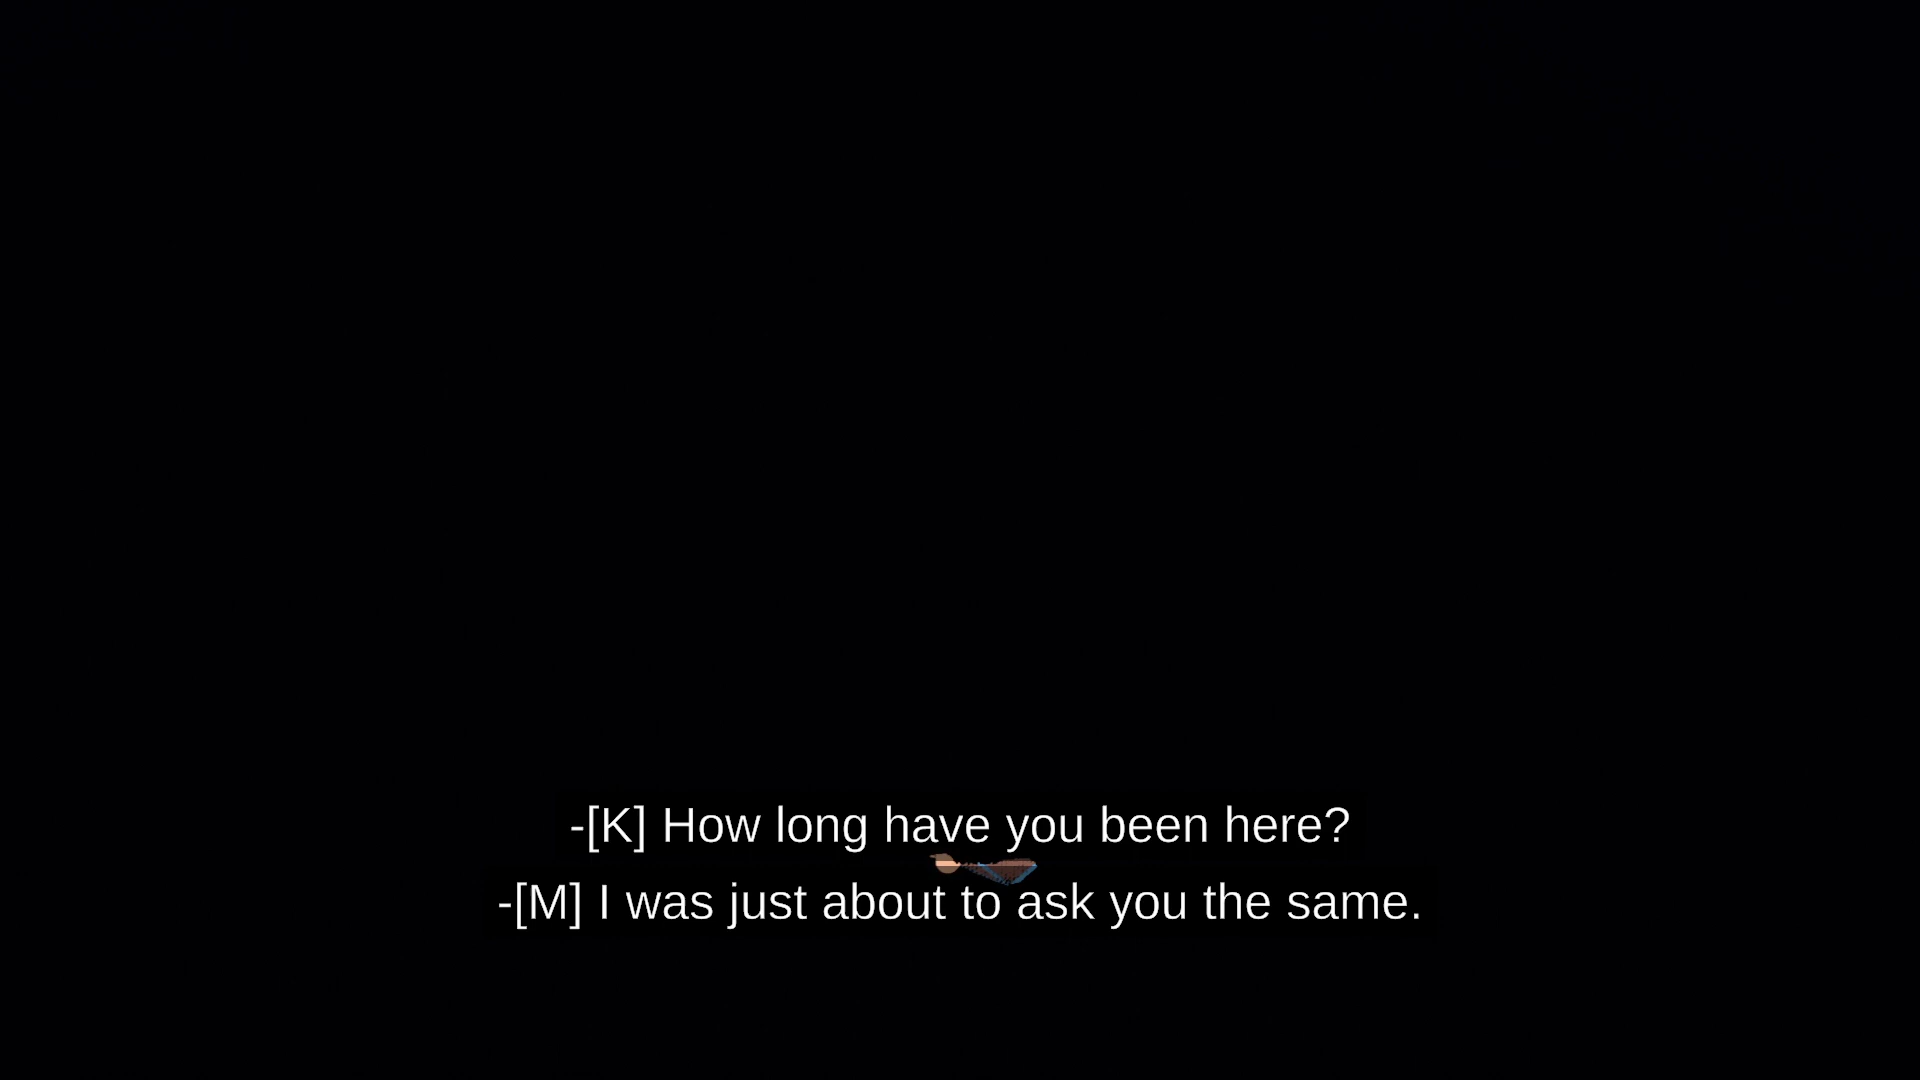 -[K] How long have you been here?
-[M] I was just about to ask you the same.